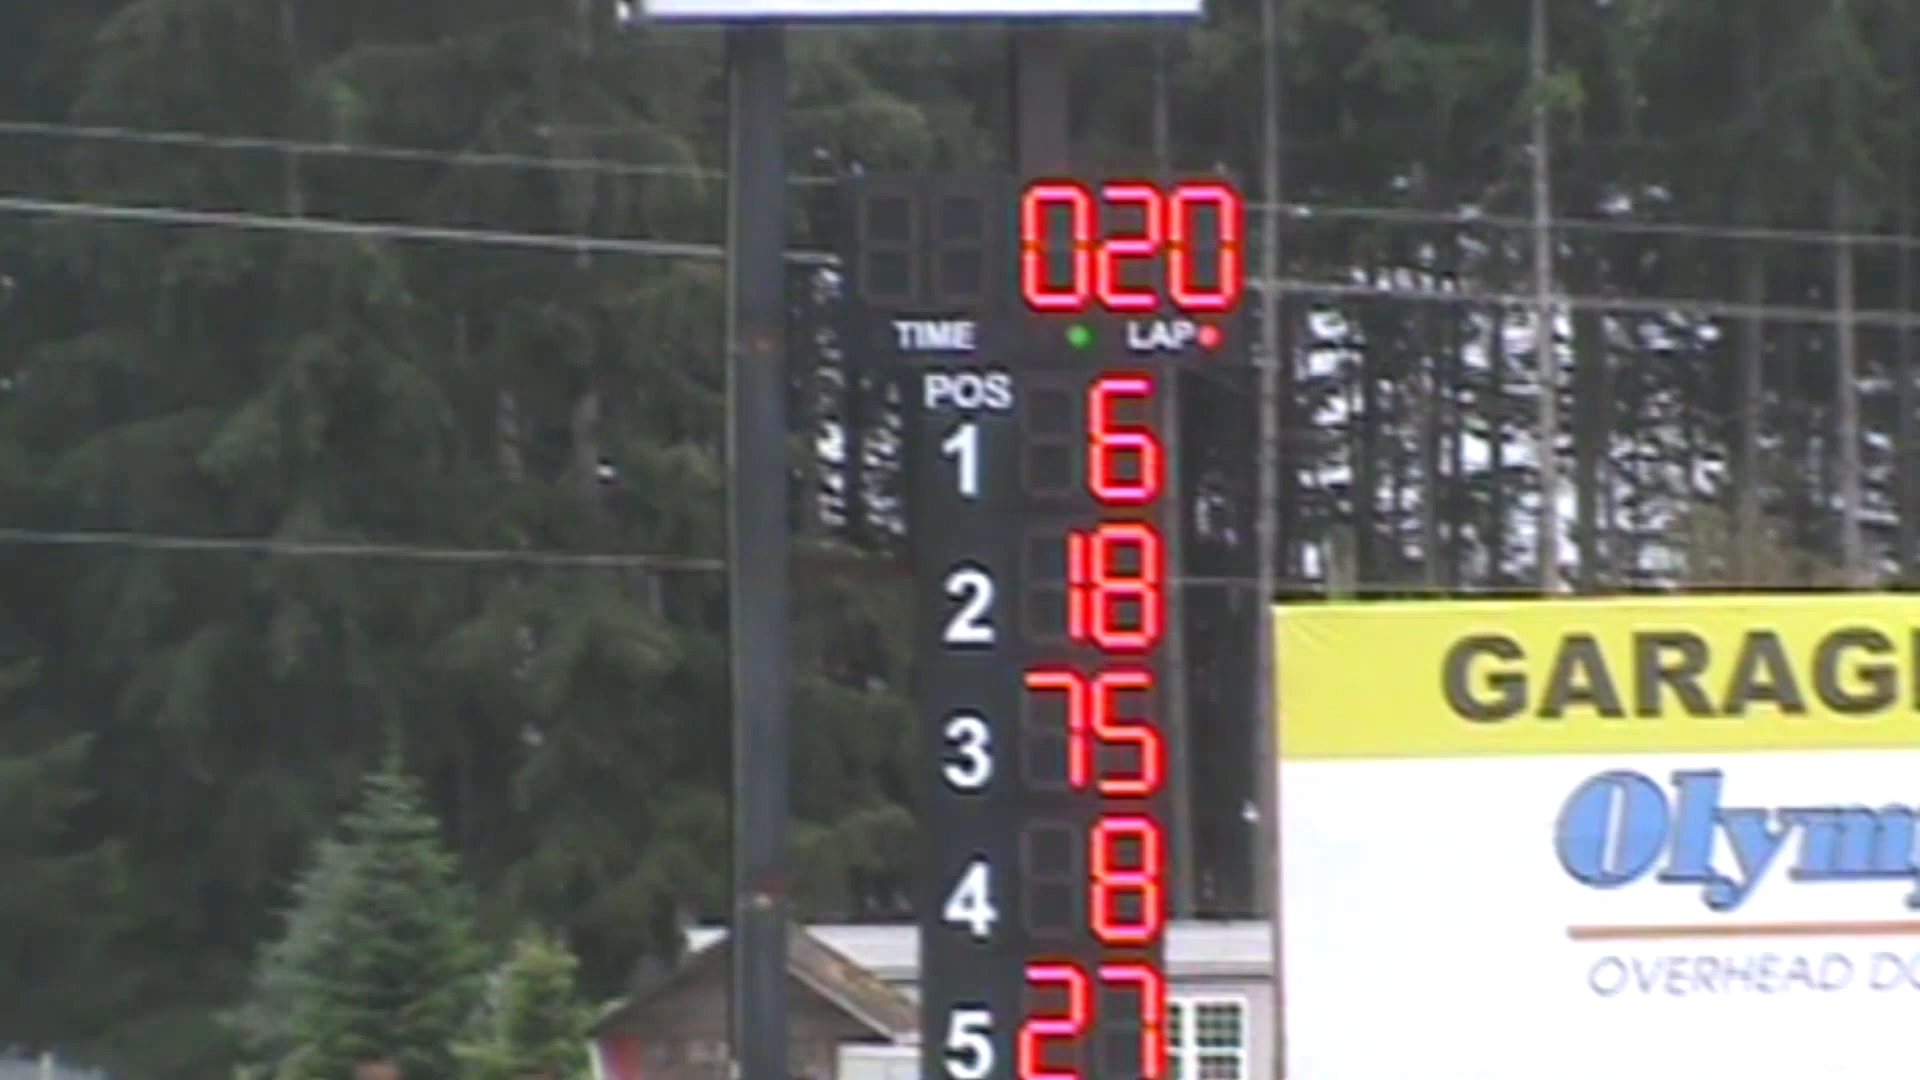 020
TIME LAP
POS
1 6
2 18
3 75
4 8
5 27
GARAG
Olym
OVERHEAD DO